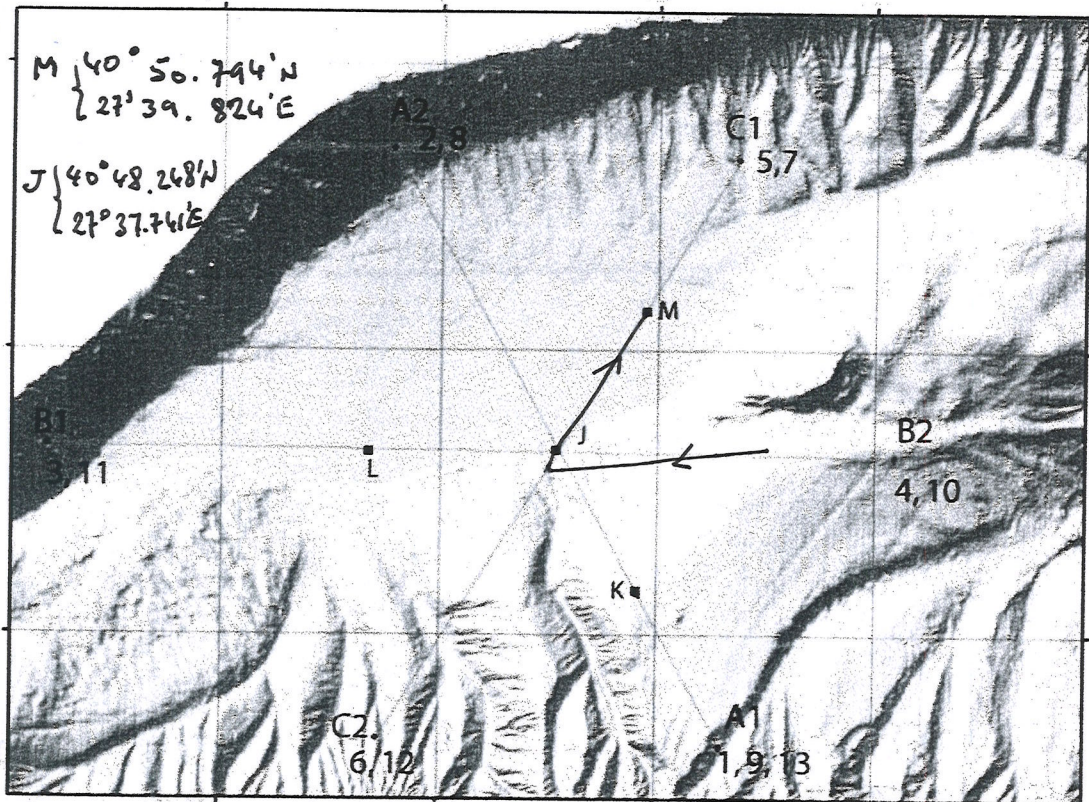 M { 40° 50.794'N
27° 39.824'E
J { 40° 48.248'N
27° 37.741'E
A2
2,8
C1
5,7
M
B1
3,11
L
J
B2
4,10
K
C2
6,12
A1
1,9,13